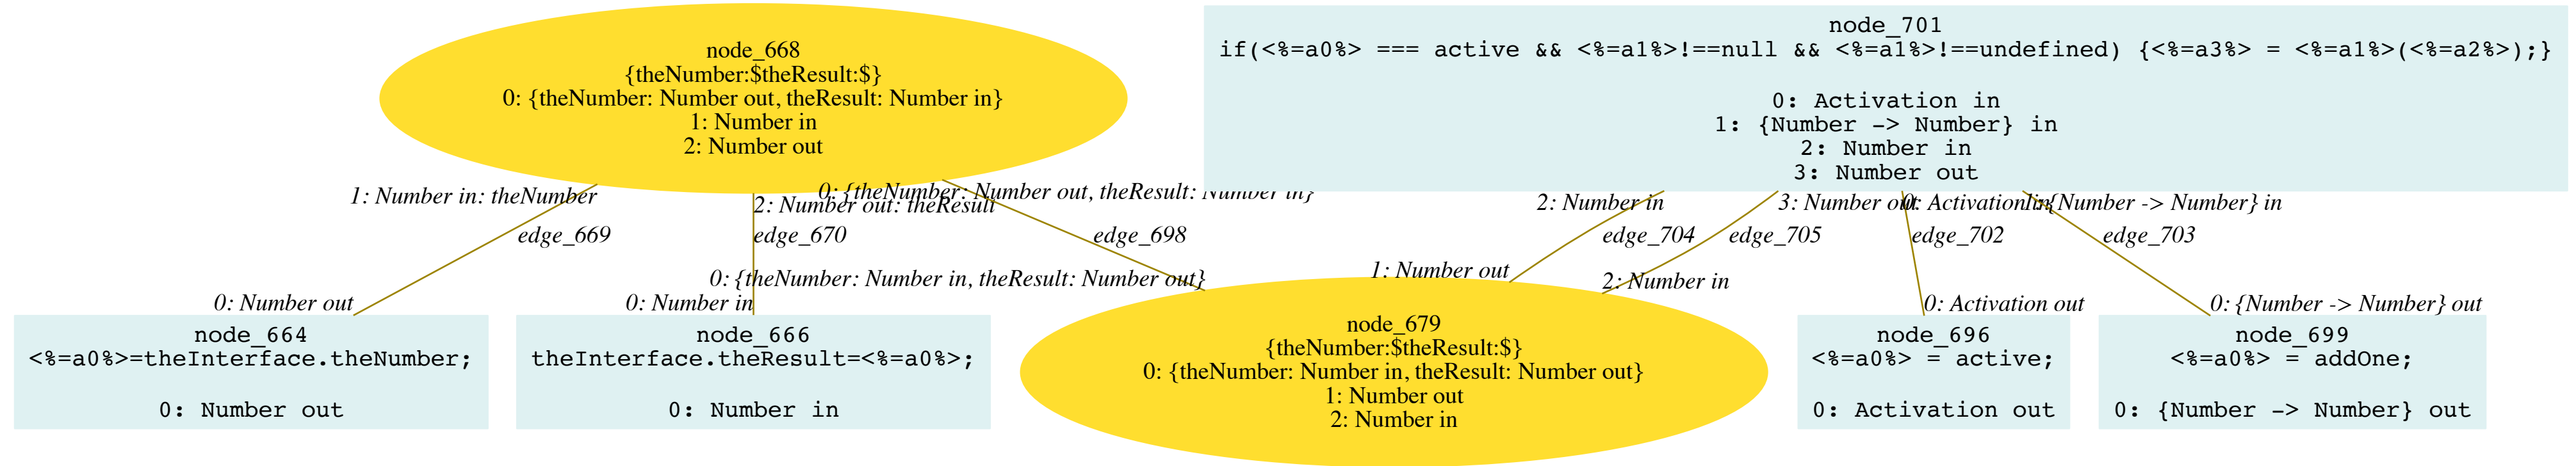 node_668
{theNumber:$theResult:$}
0: {theNumber: Number out, theResult: Number in}
1: Number in
2: Number out
node_701
if(<%=a0%> === active && <%=a1%>!==null && <%=a1%>!==undefined) {<%=a3%> = <%=a1%>(<%=a2%>);}
0: Activation in
1: {Number -> Number} in
2: Number in
3: Number out
1: Number in: theNumber
0: {theNumber: Number out, theResult: Number in}
2: Number out: theResult
2: Number in
3: Number out
0: Activation in
1: {Number -> Number} in
edge_669
edge_670
edge_698
edge_704
edge_705
edge_702
edge_703
0: Number out
0: Number in
0: {theNumber: Number in, theResult: Number out}
1: Number out
2: Number in
0: Activation out
0: {Number -> Number} out
node_664
<%=a0%>=theInterface.theNumber;
0: Number out
node_666
theInterface.theResult=<%=a0%>;
0: Number in
node_679
{theNumber:$theResult:$}
0: {theNumber: Number in, theResult: Number out}
1: Number out
2: Number in
node_696
<%=a0%> = active;
0: Activation out
node_699
<%=a0%> = addOne;
0: {Number -> Number} out